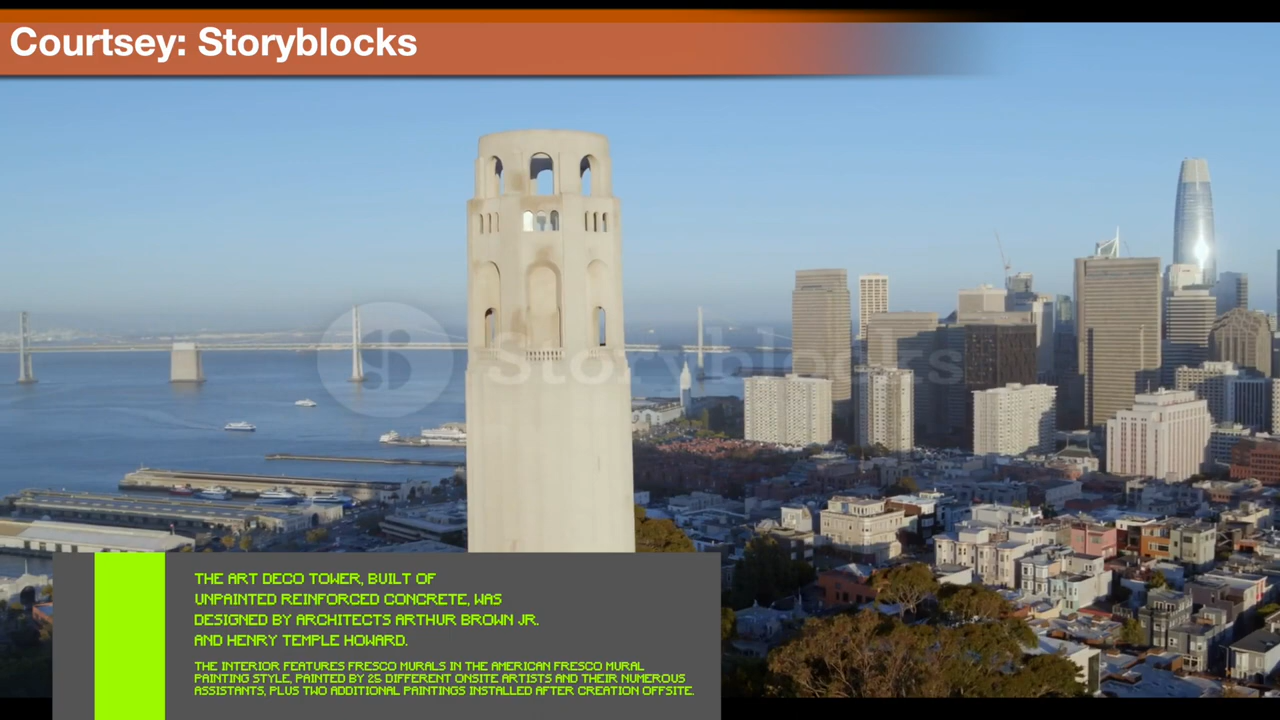 Courtsey: Storyblocks
Storyblocks
THE ART DECO TOWER, BUILT OF
UNPAINTED REINFORCED CONCRETE, WAS
DESIGNED BY ARCHITECTS ARTHUR BROWN JR.
AND HENRY TEMPLE HOWARD.
THE INTERIOR FEATURES FRESCO MURALS IN THE AMERICAN FRESCO MURAL
PAINTING STYLE, PAINTED BY 25 DIFFERENT ONSITE ARTISTS AND THEIR NUMEROUS
ASSISTANTS, PLUS TWO ADDITIONAL PAINTINGS INSTALLED AFTER CREATION OFFSITE.